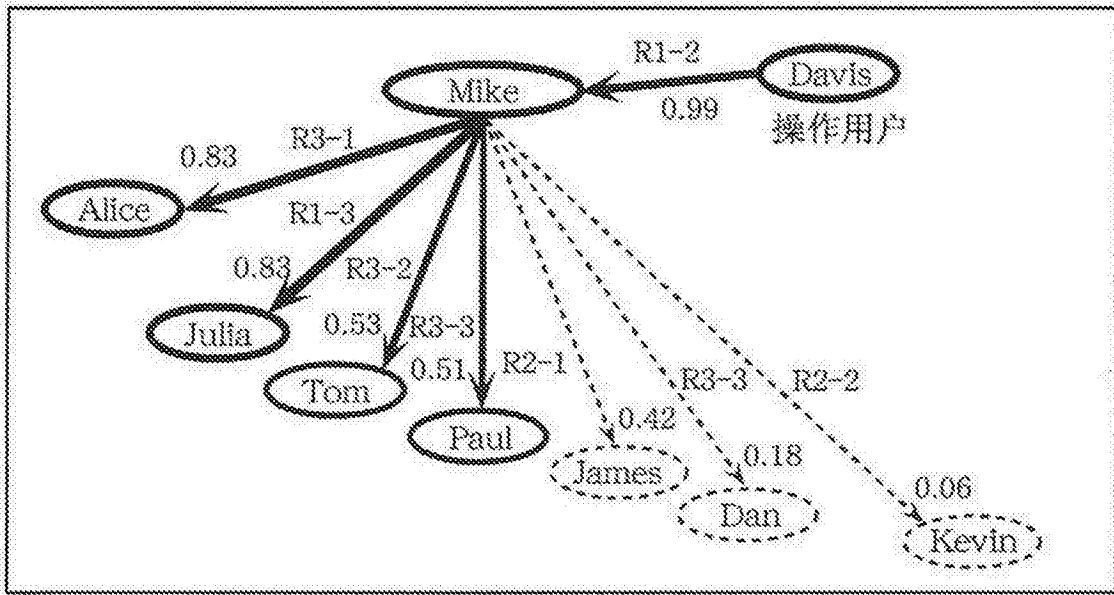 R1-2
Davis
Mike
0.99
操作用户
R3-1
0.83
Alice
R1-3
0.83
R3-2
Julia
0.53
R3-3
Tom
0.51
R2-1
R3-3
R2-2
Paul
0.42
James
0.18
Dan
0.06
Kevin